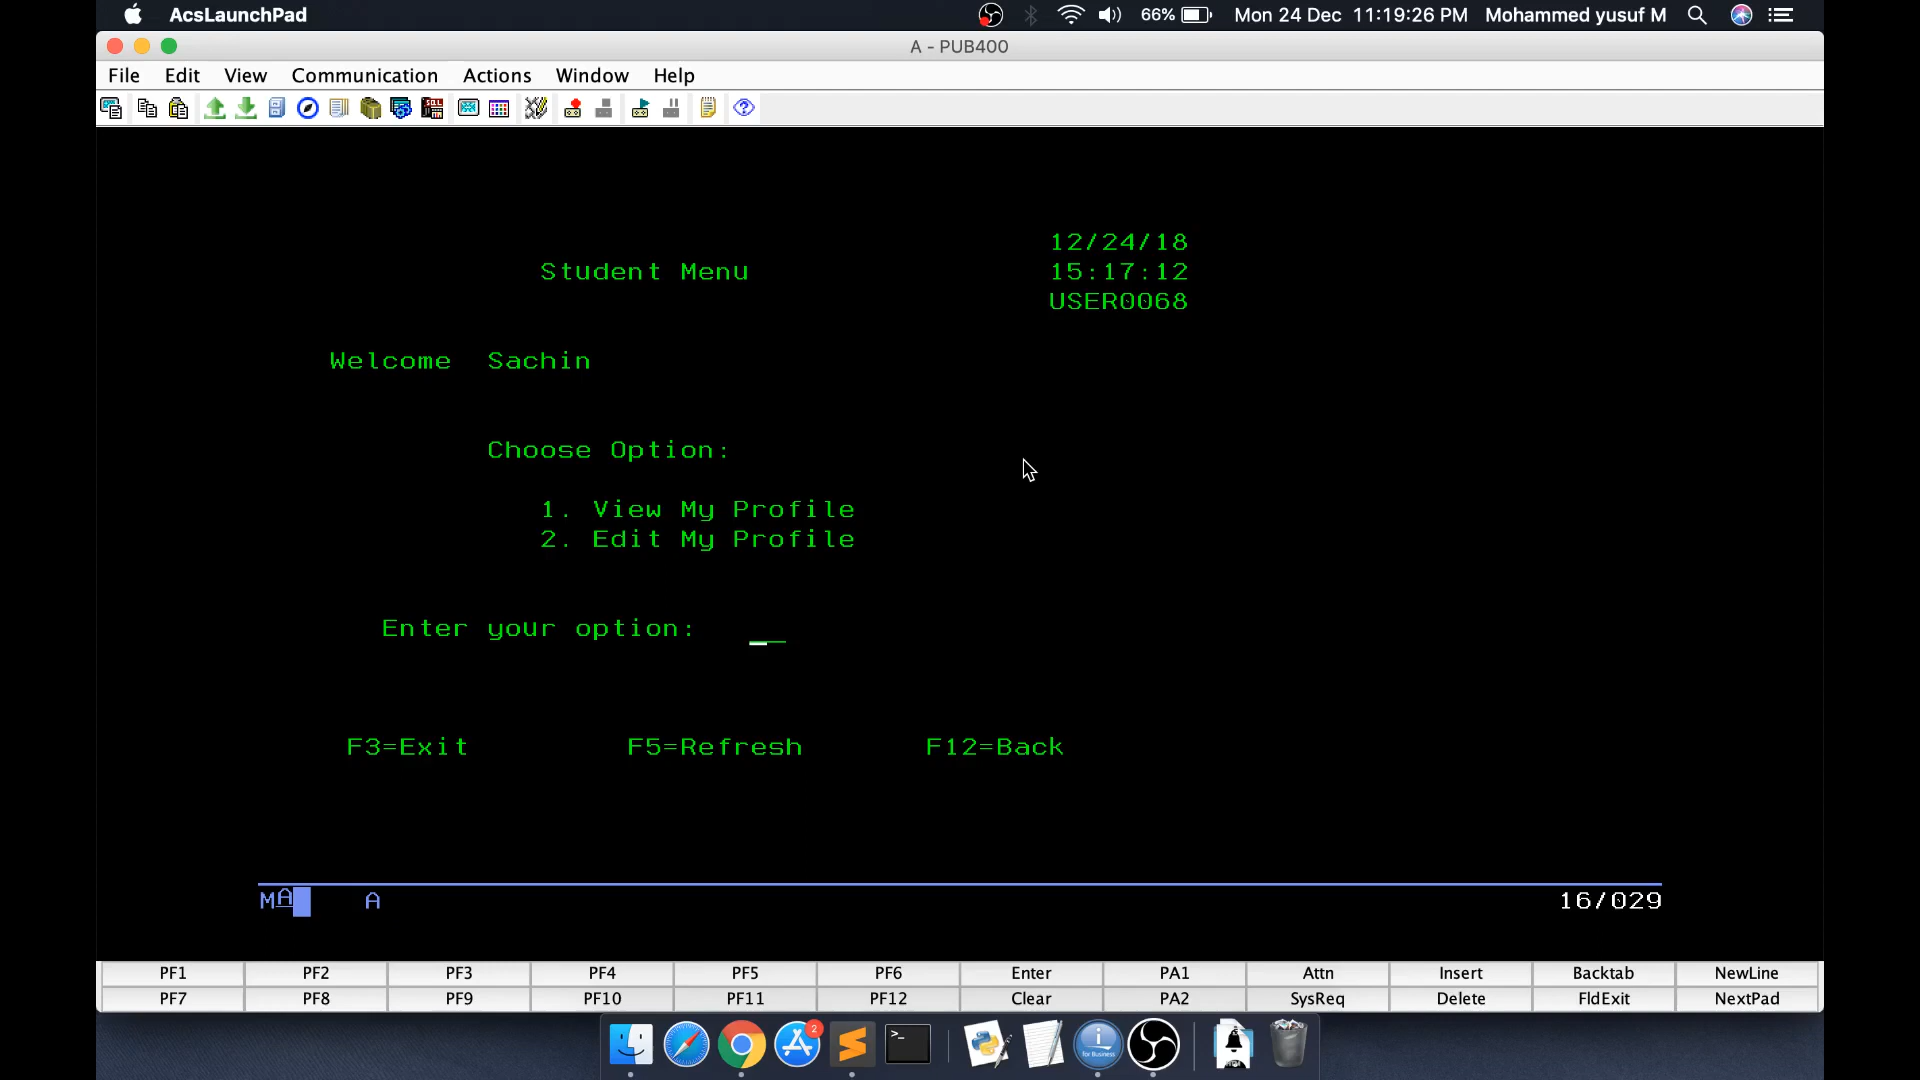 AcsLaunchPad 66% Mon 24 Dec 11:19:26 PM Mohammed yusuf M
A - PUB400
File Edit View Communication Actions Window Help
12/24/18
Student Menu 15:17:12
USER0068
Welcome Sachin
Choose Option:
1. View My Profile
2. Edit My Profile
Enter your option:
F3=Exit F5=Refresh F12=Back
MA A 16/029
PF1 PF2 PF3 PF4 PF5 PF6 Enter PA1 Attn Insert Backtab NewLine
PF7 PF8 PF9 PF10 PF11 PF12 Clear PA2 SysReq Delete FldExit NextPad
2
for Business